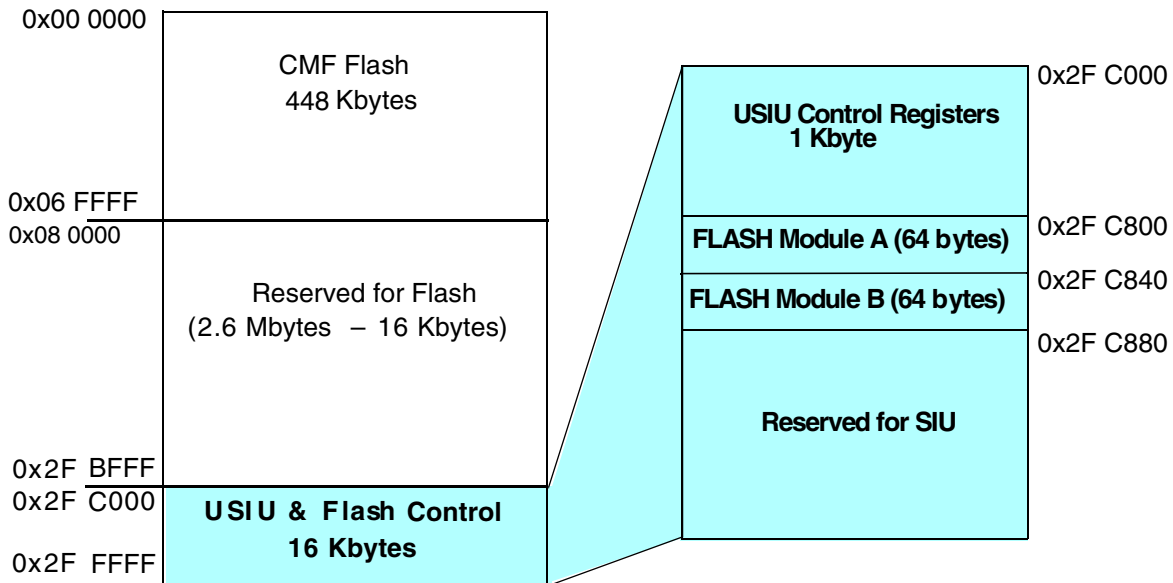 0x00 0000
CMF Flash
448 Kbytes
0x06 FFFF
0x08 0000
Reserved for Flash
(2.6 Mbytes – 16 Kbytes)
0x2F BFFF
0x2F C000
USIU & Flash Control
16 Kbytes
0x2F FFFF
0x2F C000
USIU Control Registers
1 Kbyte
0x2F C800
FLASH Module A (64 bytes)
0x2F C840
FLASH Module B (64 bytes)
0x2F C880
Reserved for SIU